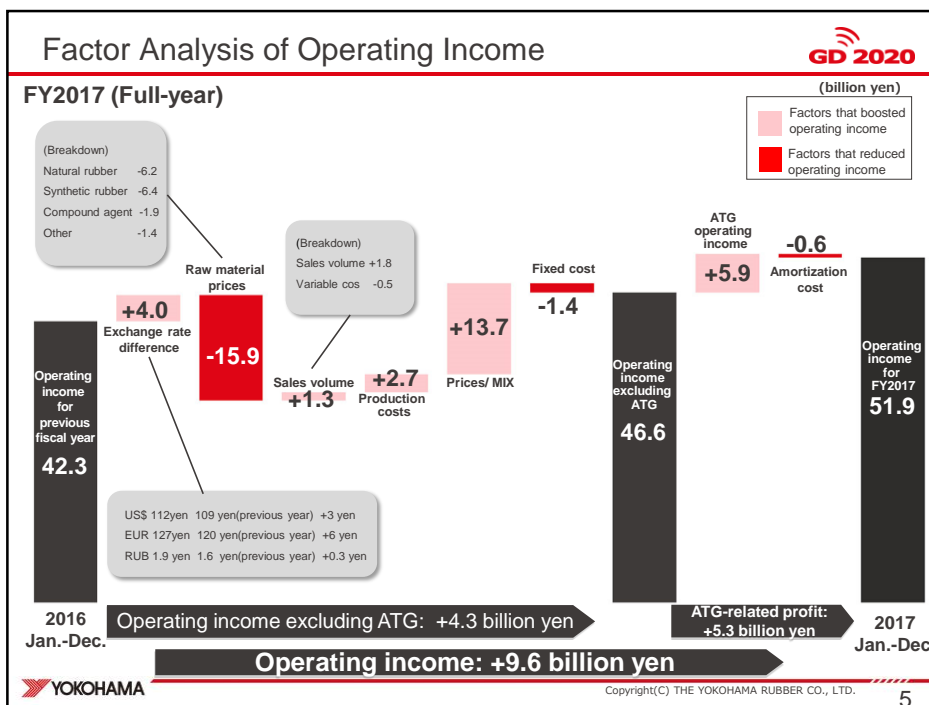 Factor Analysis of Operating Income
GD 2020
FY2017 (Full-year)
(billion yen)
Factors that boosted
operating income
Factors that reduced
operating income
(Breakdown)
Natural rubber -6.2
Synthetic rubber -6.4
Compound agent -1.9
Other -1.4
(Breakdown)
Sales volume +1.8
Variable cos -0.5
Operating
income
for
previous
fiscal year
42.3
+4.0
Exchange rate
difference
Raw material
prices
-15.9
Sales volume
+1.3
+2.7
Production
costs
+13.7
Prices/ MIX
Fixed cost
-1.4
Operating
income
excluding
ATG
46.6
ATG
operating
income
+5.9
-0.6
Amortization
cost
Operating
income
for
FY2017
51.9
US$ 112yen 109 yen(previous year) +3 yen
EUR 127yen 120 yen(previous year) +6 yen
RUB 1.9 yen 1.6 yen(previous year) +0.3 yen
2016
Jan.-Dec.
Operating income excluding ATG: +4.3 billion yen
ATG-related profit:
+5.3 billion yen
2017
Jan.-Dec
Operating income: +9.6 billion yen
YOKOHAMA
Copyright(C) THE YOKOHAMA RUBBER CO., LTD.
5